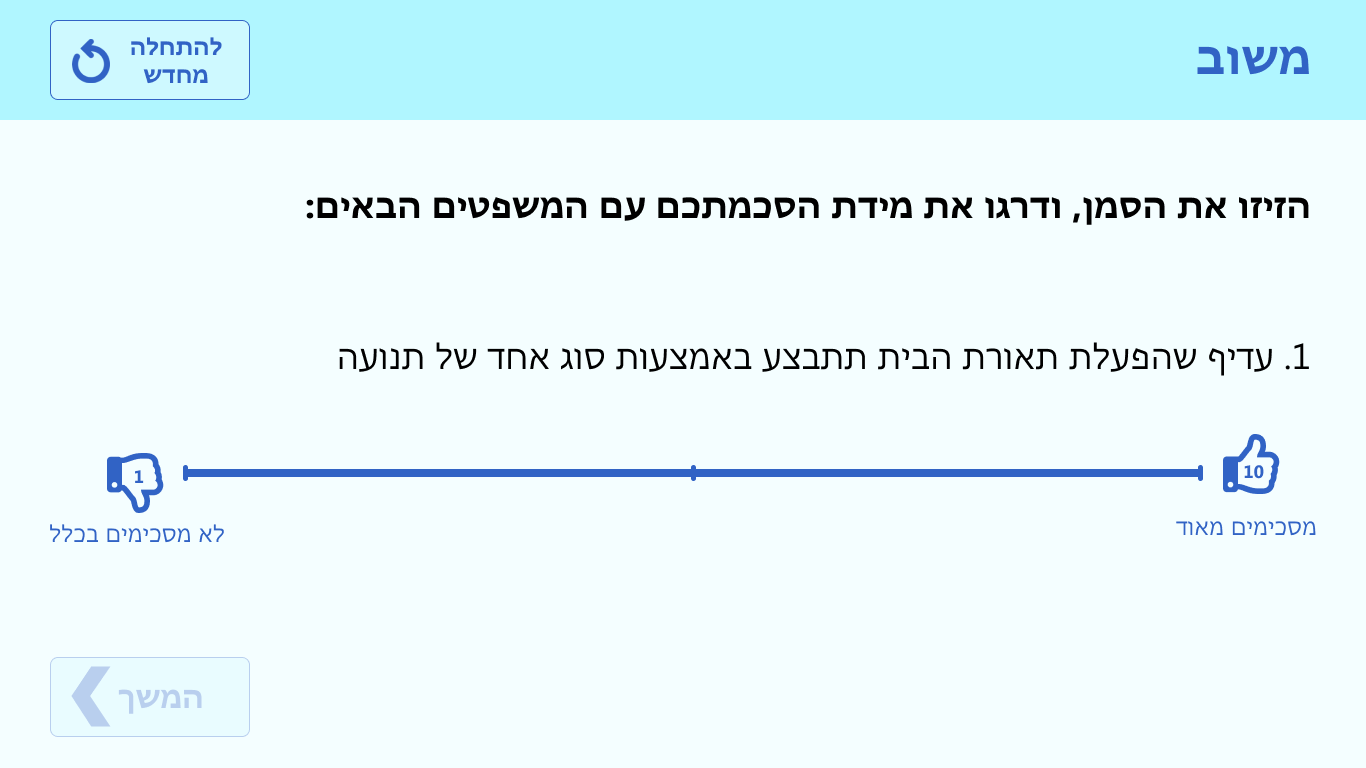 משוב
להתחלה
מחדש
הזיזו את הסמן, ודרגו את מידת הסכמתכם עם המשפטים הבאים:
1. עדיף שהפעלת תאורת הבית תתבצע באמצעות סוג אחד של תנועה
10
1
מסכימים מאוד
לא מסכימים בכלל
המשך